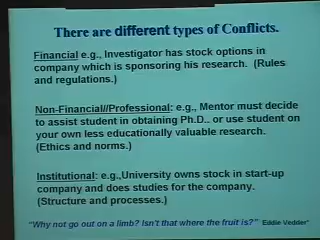 There are different types of Conflicts.
Financial e.g., Investigator has stock options in
company which is sponsoring his research. (Rules
and regulations.)
Non-Financial//Professional: e.g., Mentor must decide
to assist student in obtaining Ph.D.. or use student on
your own less educationally valuable research.
(Ethics and norms.)
Institutional: e.g.,University owns stock in start-up
company and does studies for the company.
(Structure and processes.)
"Why not go out on a limb? Isn't that where the fruit is?" Eddie Vedder'